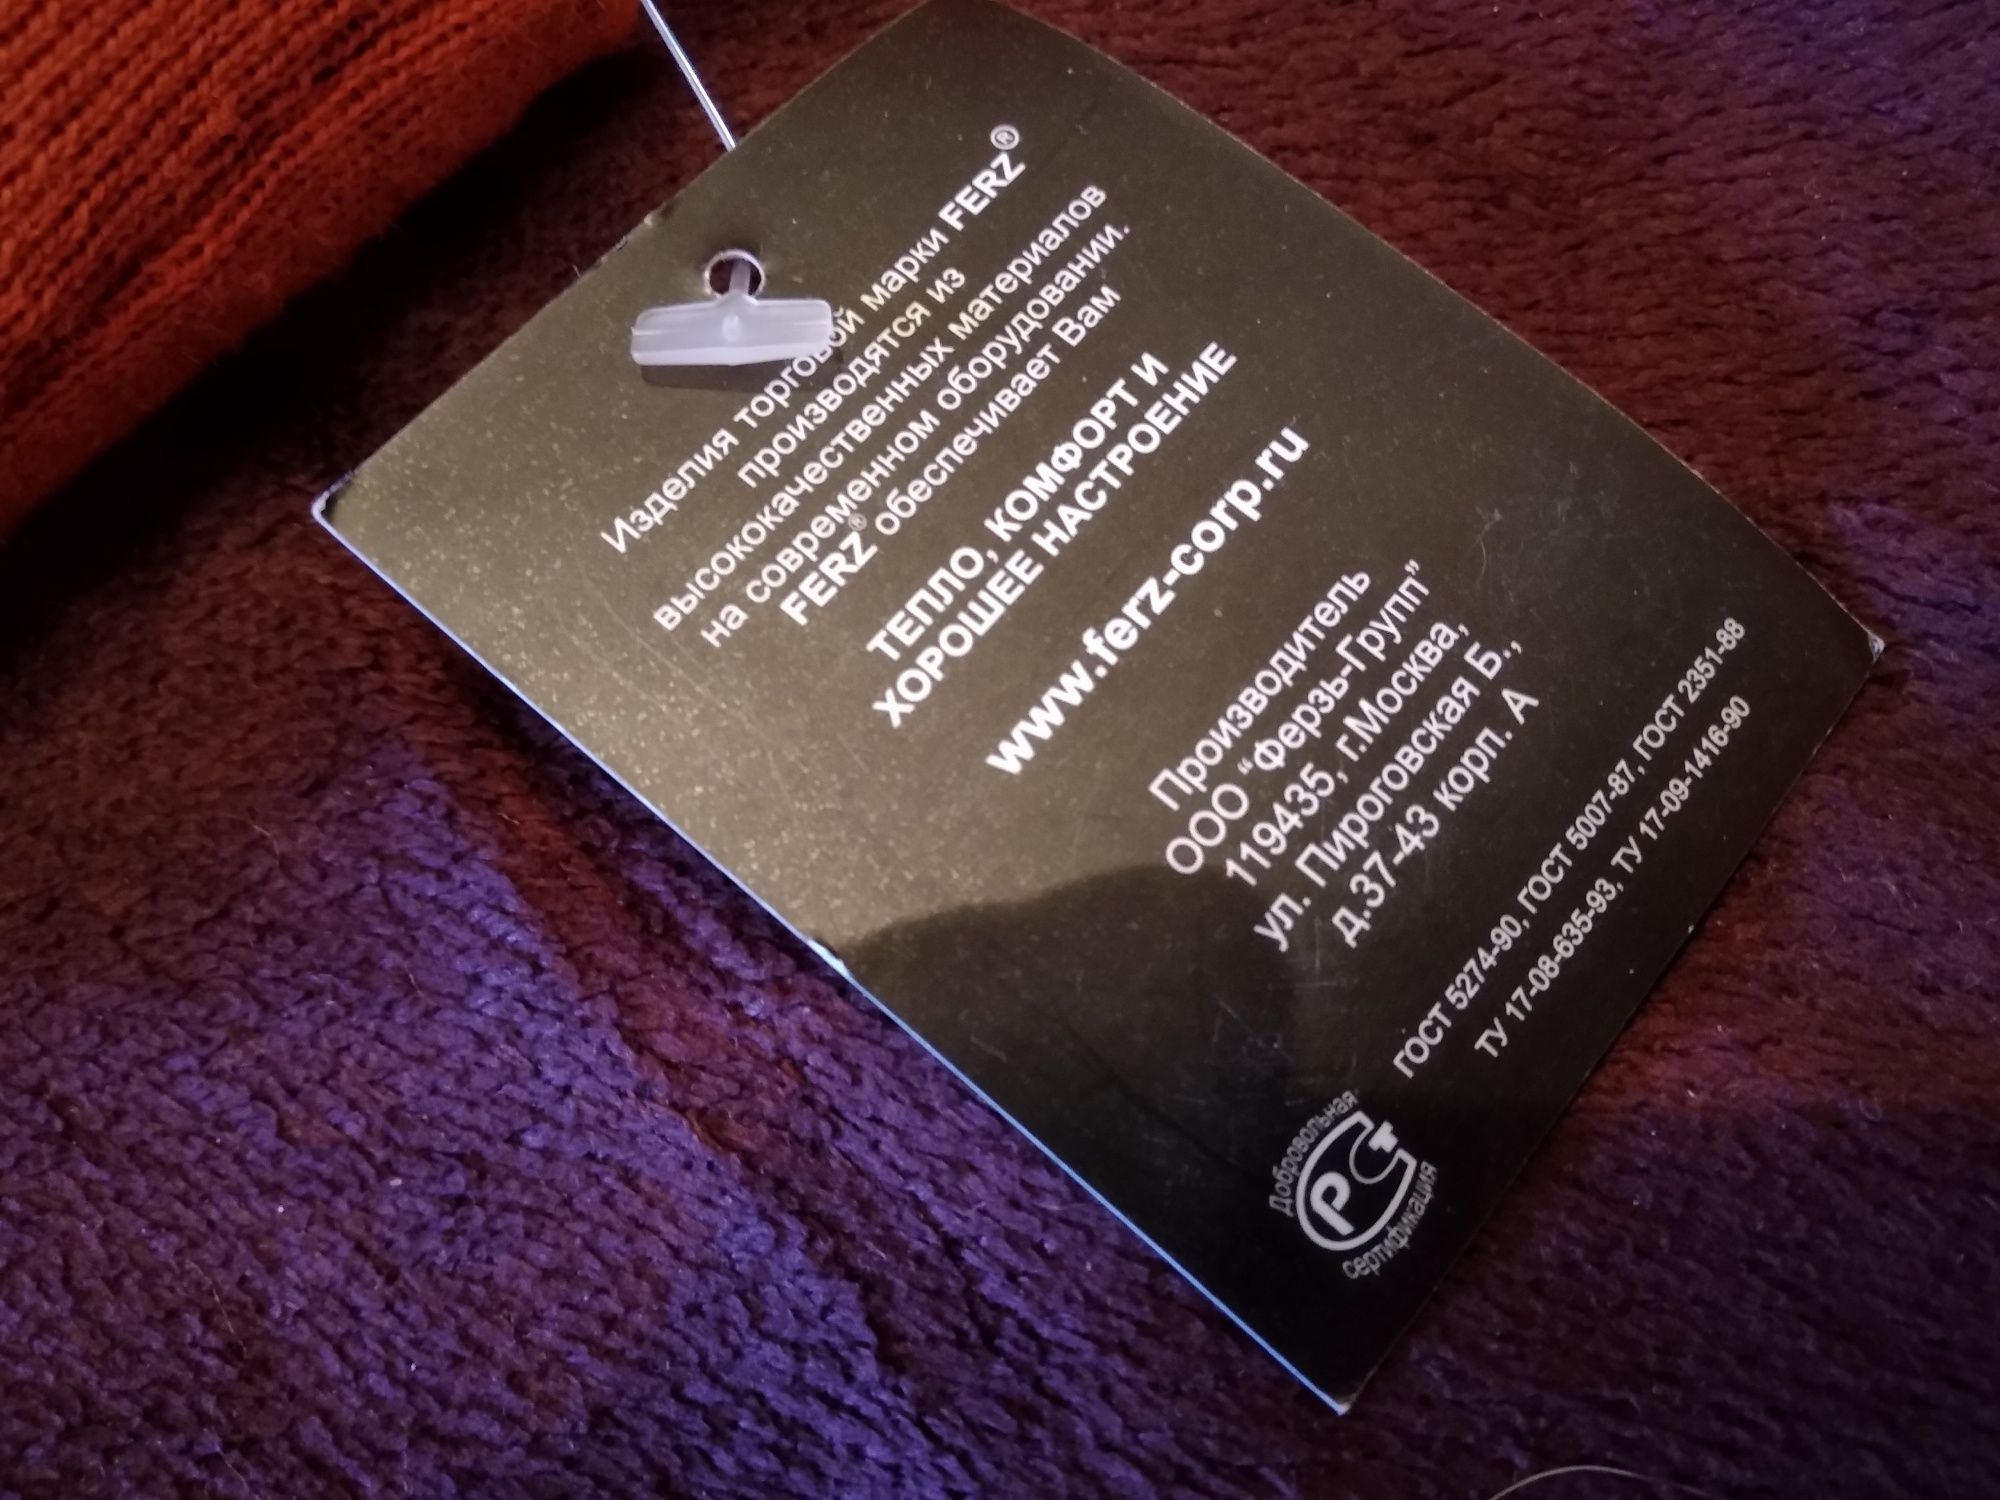 Изделия торговой марки FERZ®
производятся из
высококачественных материалов
на современном оборудовании.
FERZ® обеспечивает Вам
ТЕПЛО, КОМФОРТ И
ХОРОШЕЕ НАСТРОЕНИЕ
www.ferz-corp.ru
Производитель
ООО “Ферзь-Групп”
119435, г.Москва,
ул. Пироговская Б.,
д.37-43 корп. А
ГОСТ 5274-90, ГОСТ 5007-87, ГОСТ 2351-88
ТУ 17-08-635-93, ТУ 17-09-1416-90
Добровольная
РСТ
сертификация